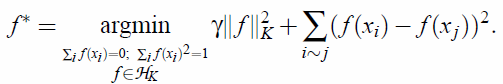 f* = argmin γ‖f‖²_K + ∑_{i∼j} (f(x_i) − f(x_j))².
∑_i f(x_i)=0; ∑_i f(x_i)²=1
f∈ℋ_K